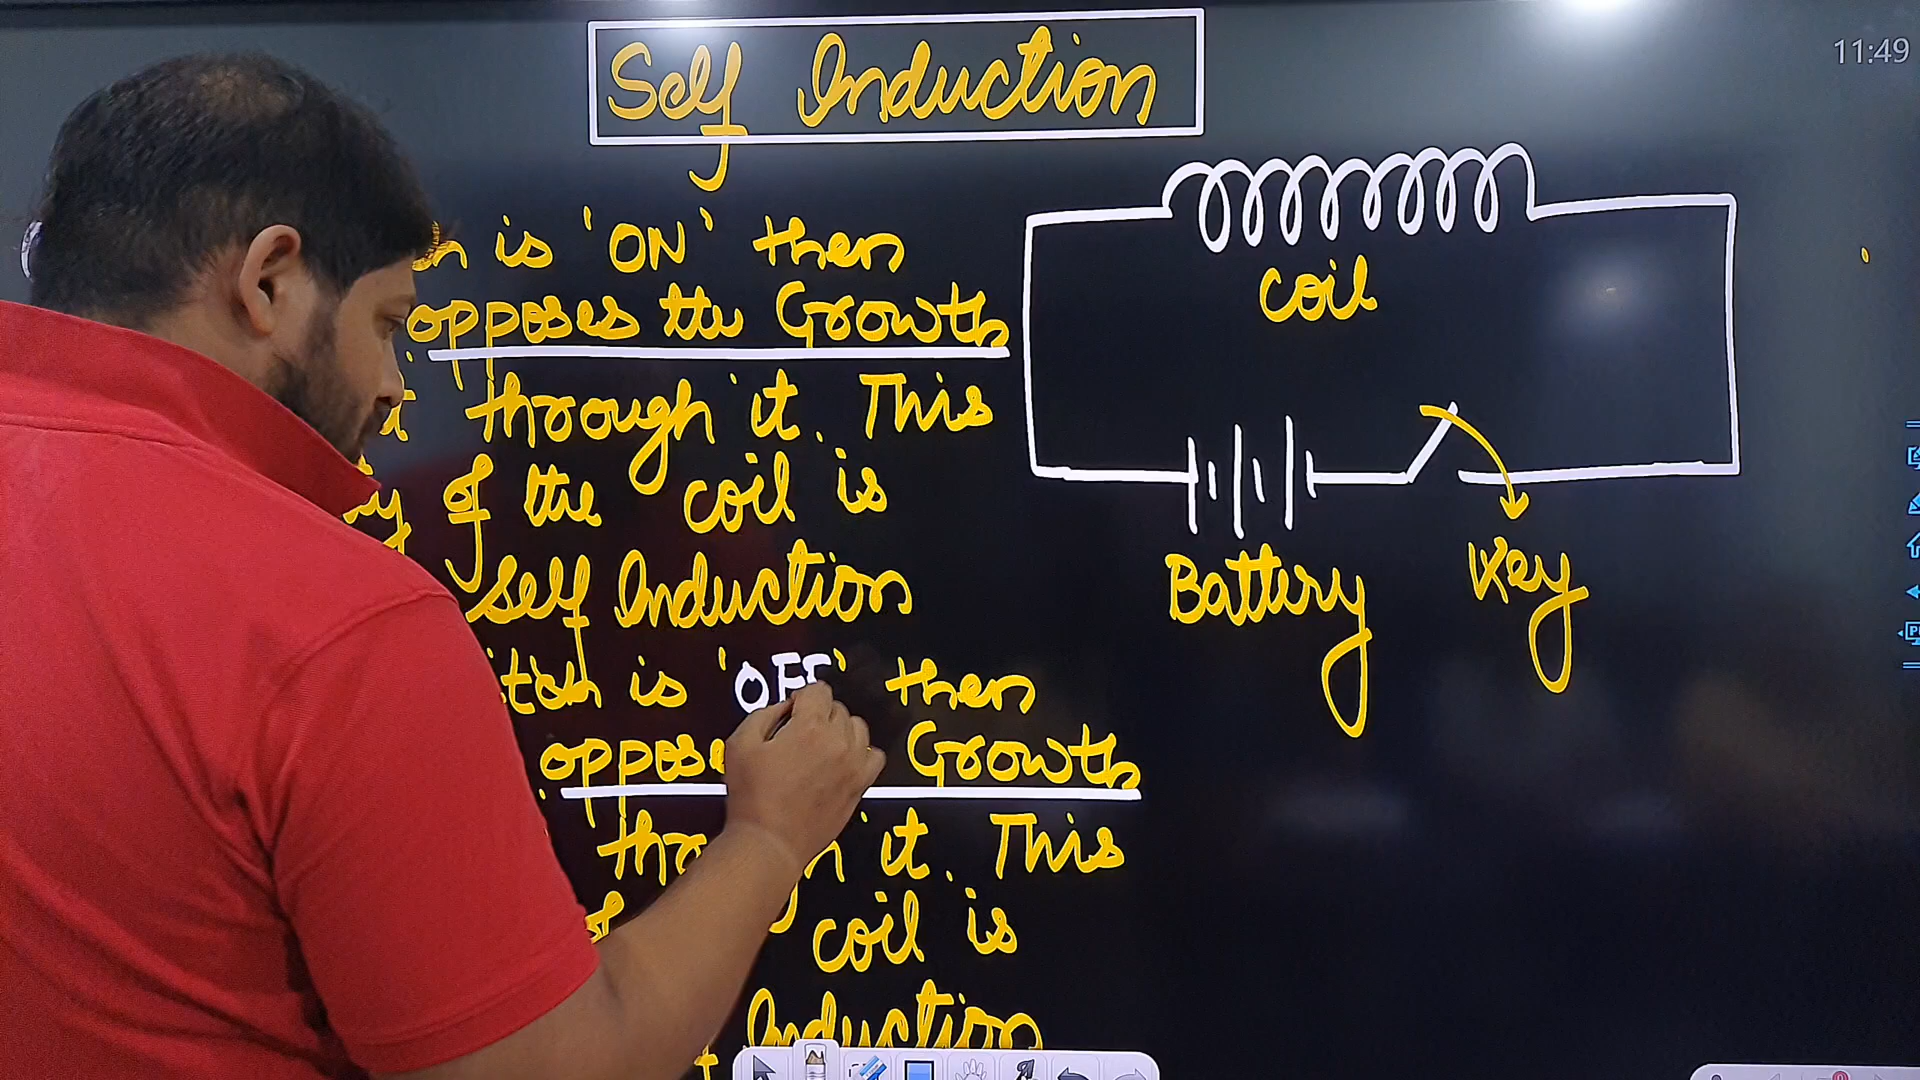 Self Induction
11:49
is 'ON' then
opposes the Growth
through it. This
of the coil is
Self Induction
is 'OFF' then
Growth
it. This
coil is
Induction
coil
Battery
Key